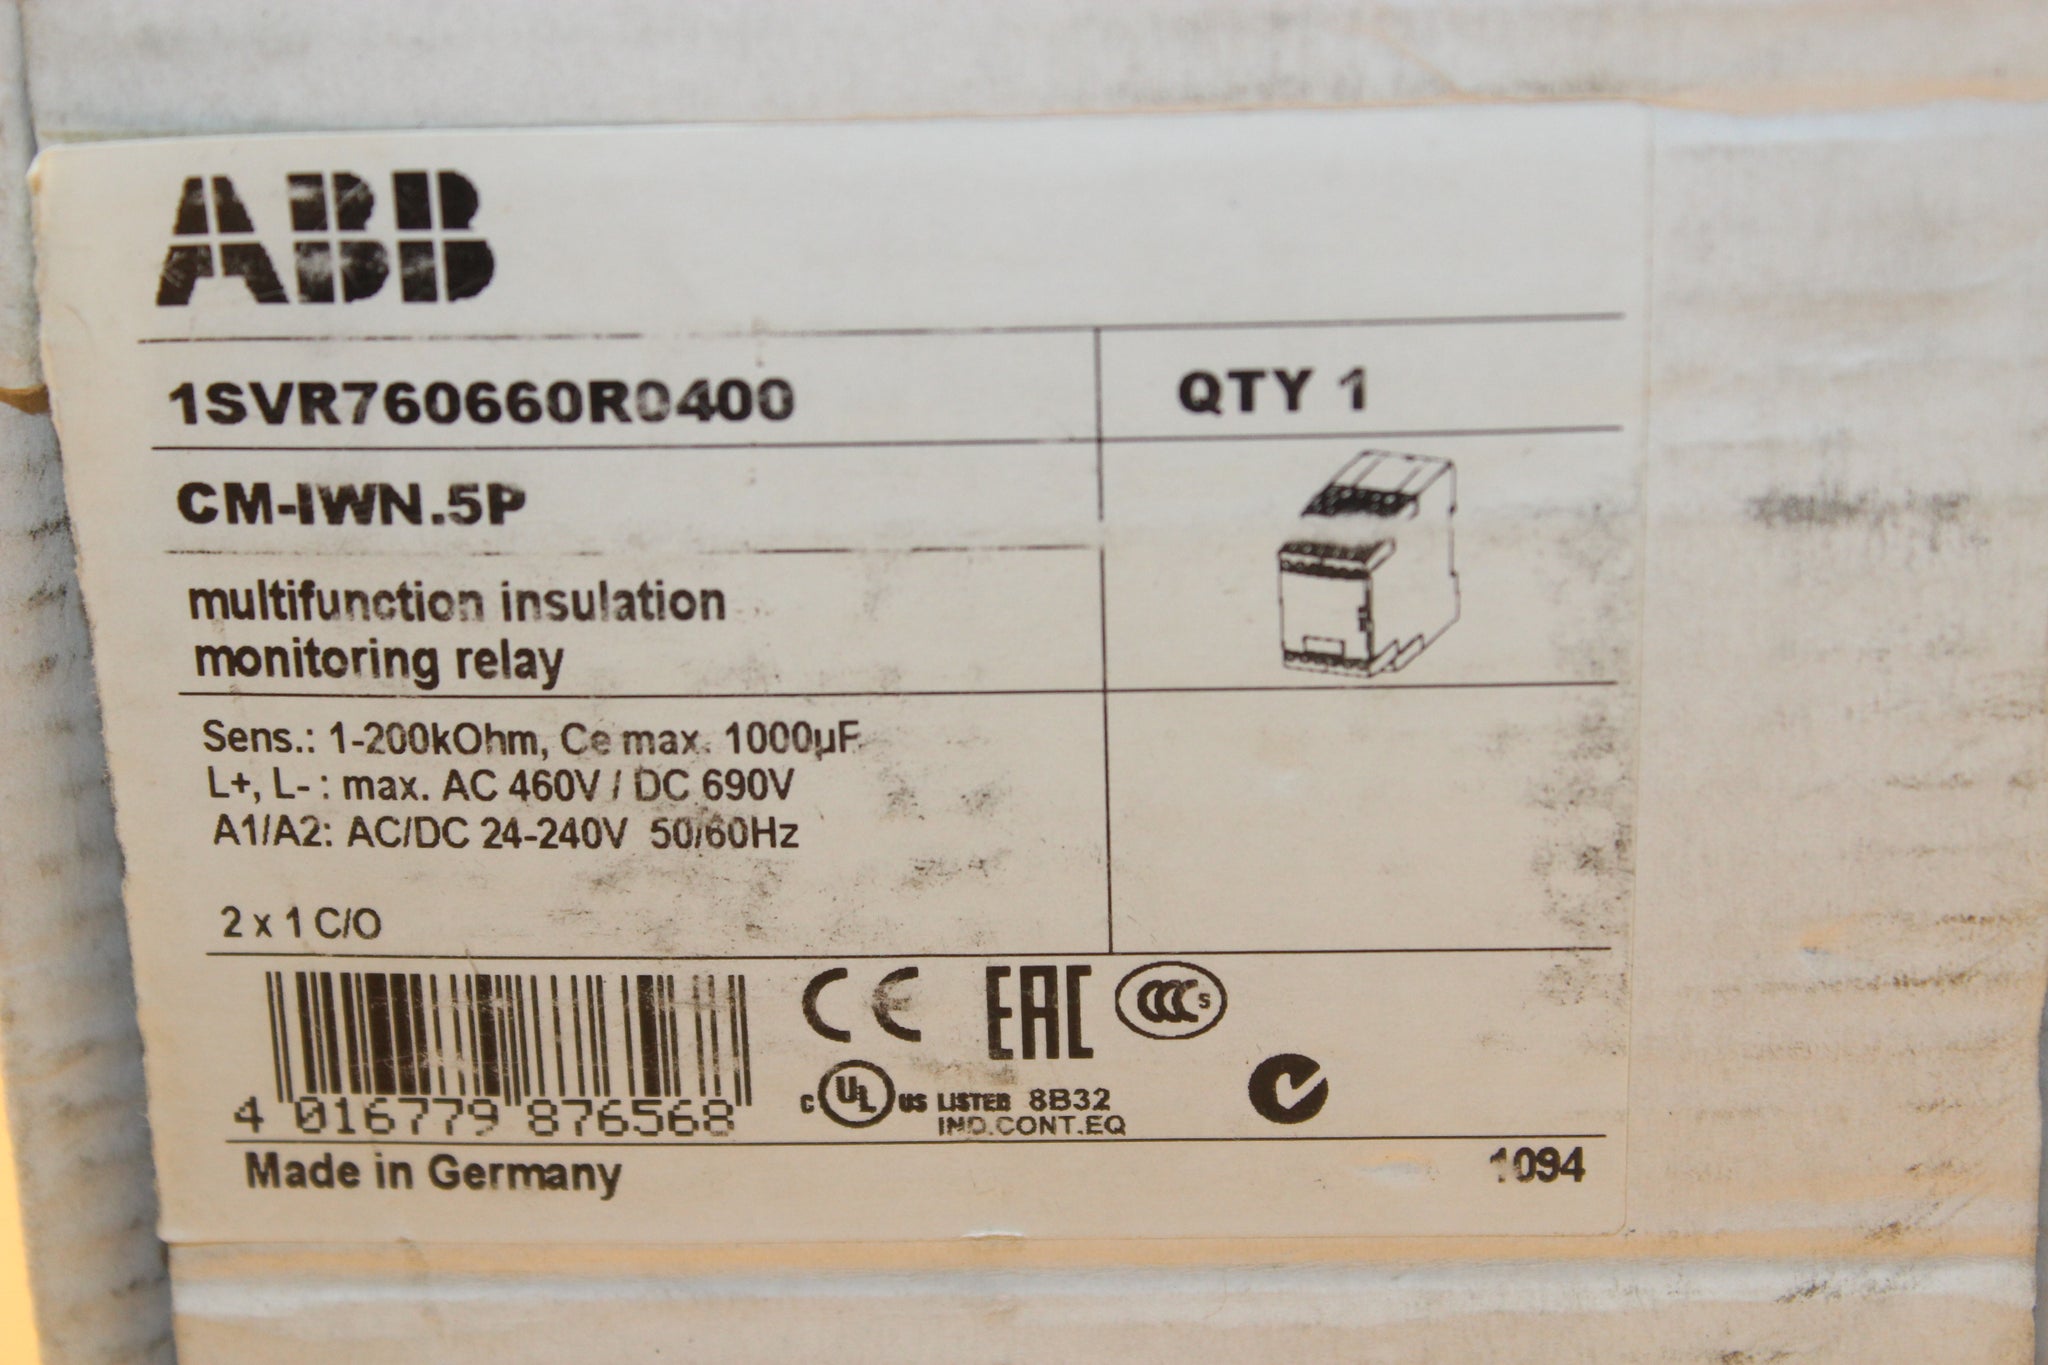 ABB
1SVR760660R0400
QTY 1
CM-IWN.5P
multifunction insulation
monitoring relay
Sens.: 1-200kOhm, Ce max. 1000µF
L+, L- : max. AC 460V / DC 690V
A1/A2: AC/DC 24-240V 50/60Hz
2 x 1 C/O
CE EAC CCC S
C UL US LISTED 8B32
IND.CONT.EQ
4 016779 876568
Made in Germany
1094